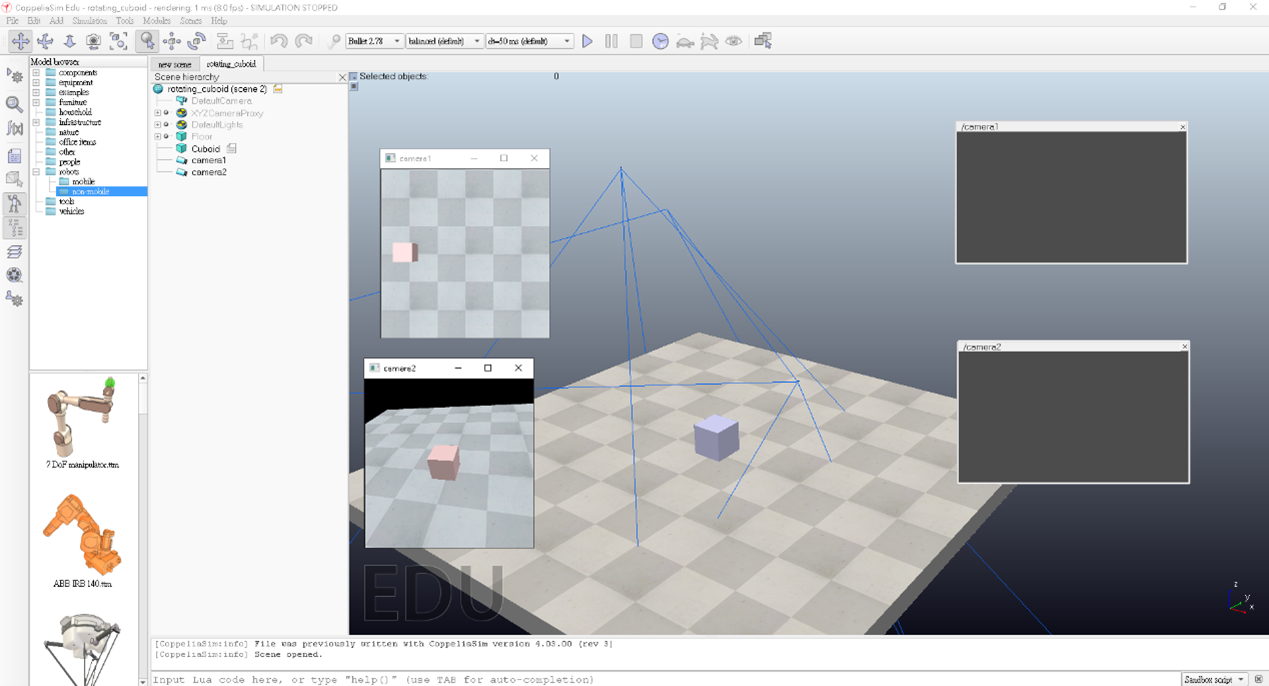 CoppeliaSim Edu - rotating_cuboid - rendering: 1 ms (8.0 fps) - SIMULATION STOPPED
File Edit Add Simulation Tools Modules Scenes Help
Bullet 2.78 balanced (default) dt=50 ms (default)
Model browser
components
equipment
examples
furniture
household
infrastructure
nature
office items
other
people
robots
mobile
non-mobile
tools
vehicles
7 DoF manipulator.ttm
ABB IRB 140.ttm
new scene rotating_cuboid
Scene hierarchy
rotating_cuboid (scene 2)
DefaultCamera
XYZCameraProxy
DefaultLights
Floor
Cuboid
camera1
camera2
Selected objects: 0
camera1
camera2
/camera1
/camera2
EDU
z
y
x
[CoppeliaSim:info] File was previously written with CoppeliaSim version 4.03.00 (rev 3)
[CoppeliaSim:info] Scene opened.
Input Lua code here, or type "help()" (use TAB for auto-completion)
Sandbox script